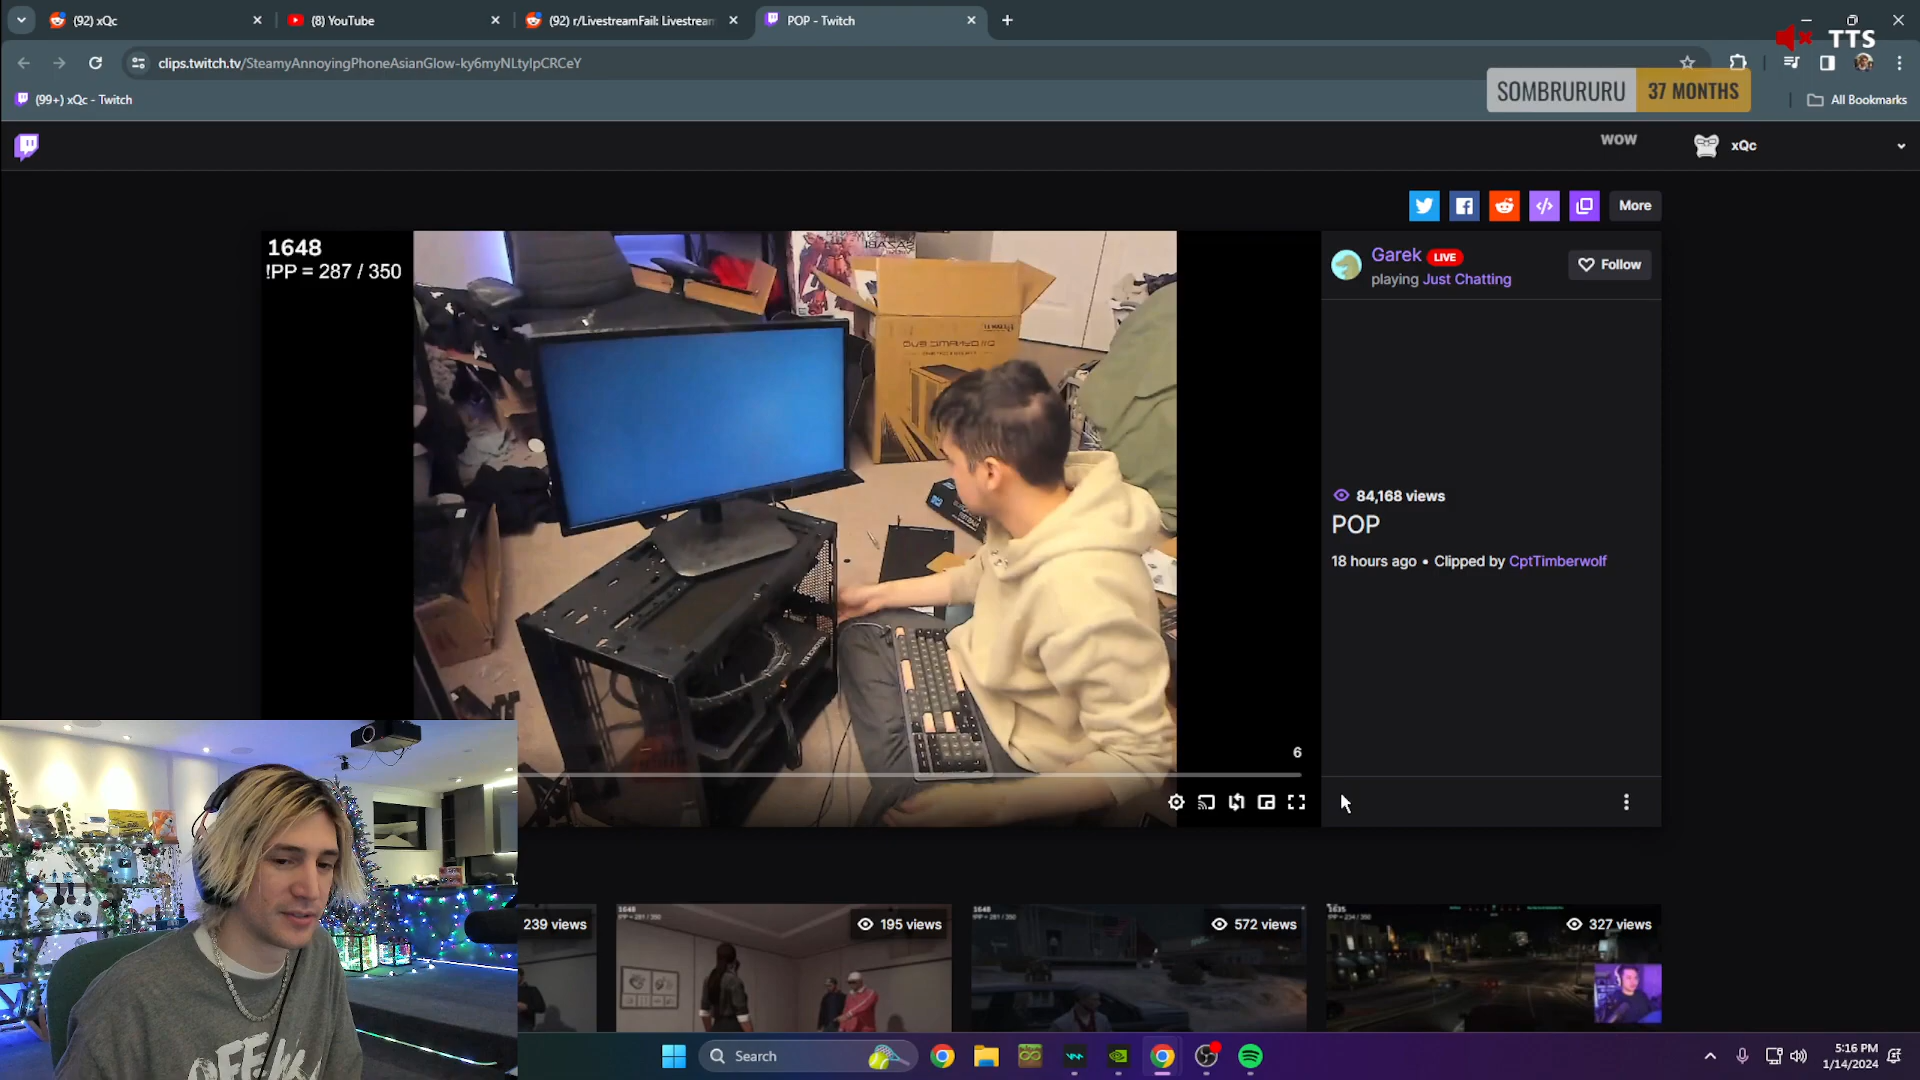 (92) xQc
(8) YouTube
(92) r/LivestreamFail: Livestream
POP - Twitch
TTS
clips.twitch.tv/SteamyAnnoyingPhoneAsianGlow-ky6myNLtylpCRCeY
SOMBRURURU 37 MONTHS
(99+) xQc - Twitch
All Bookmarks
WOW
xQc
More
1648
!PP = 287 / 350
Garek LIVE
Follow
playing Just Chatting
84,168 views
POP
18 hours ago • Clipped by CptTimberwolf
6
239 views
195 views
572 views
327 views
Search
5:16 PM
1/14/2024